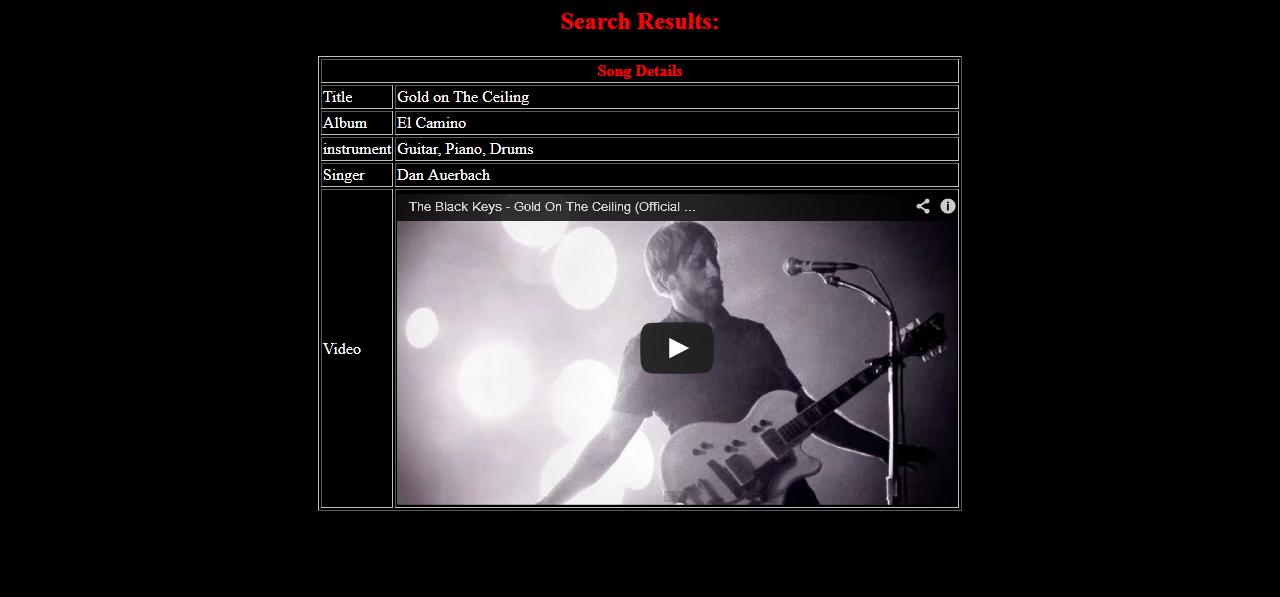 Search Results:
Song Details
Title Gold on The Ceiling
Album El Camino
instrument Guitar, Piano, Drums
Singer Dan Auerbach
The Black Keys - Gold On The Ceiling (Official ...
Video